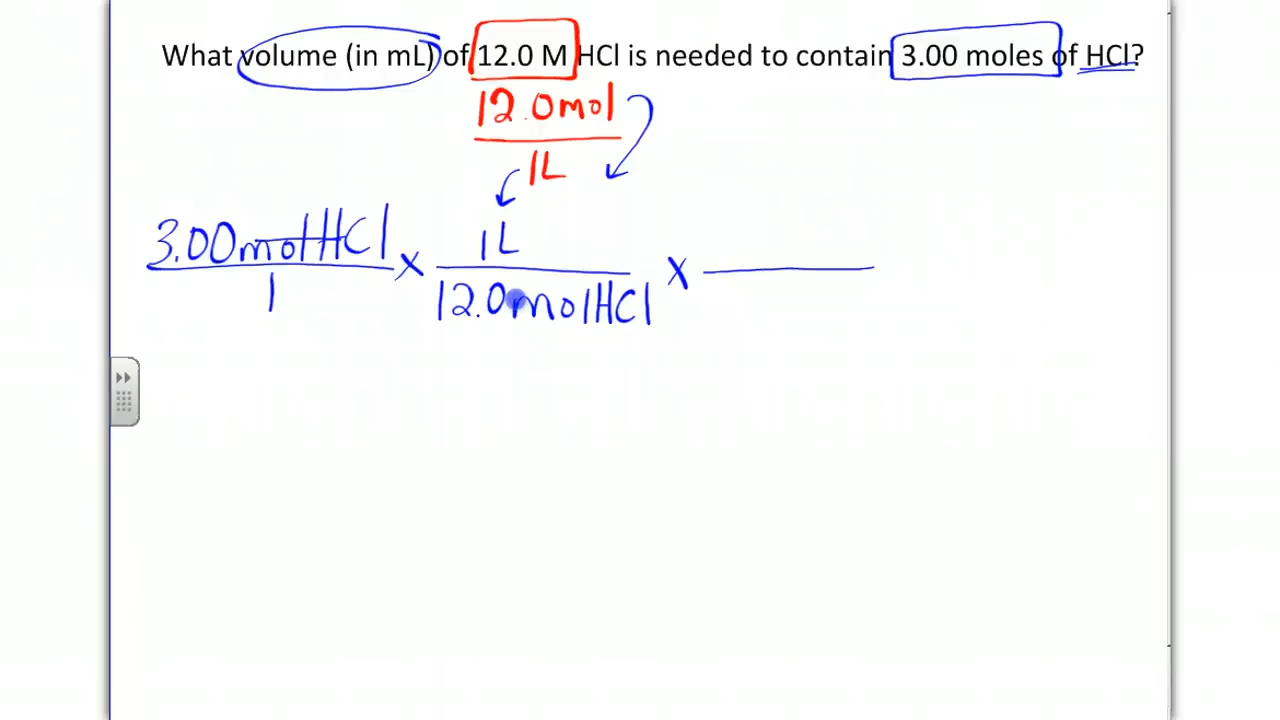 What volume (in mL) of 12.0 M HCl is needed to contain 3.00 moles of HCl?
12.0mol
1L
3.00molHCl x 1L x
1 12.0molHCl